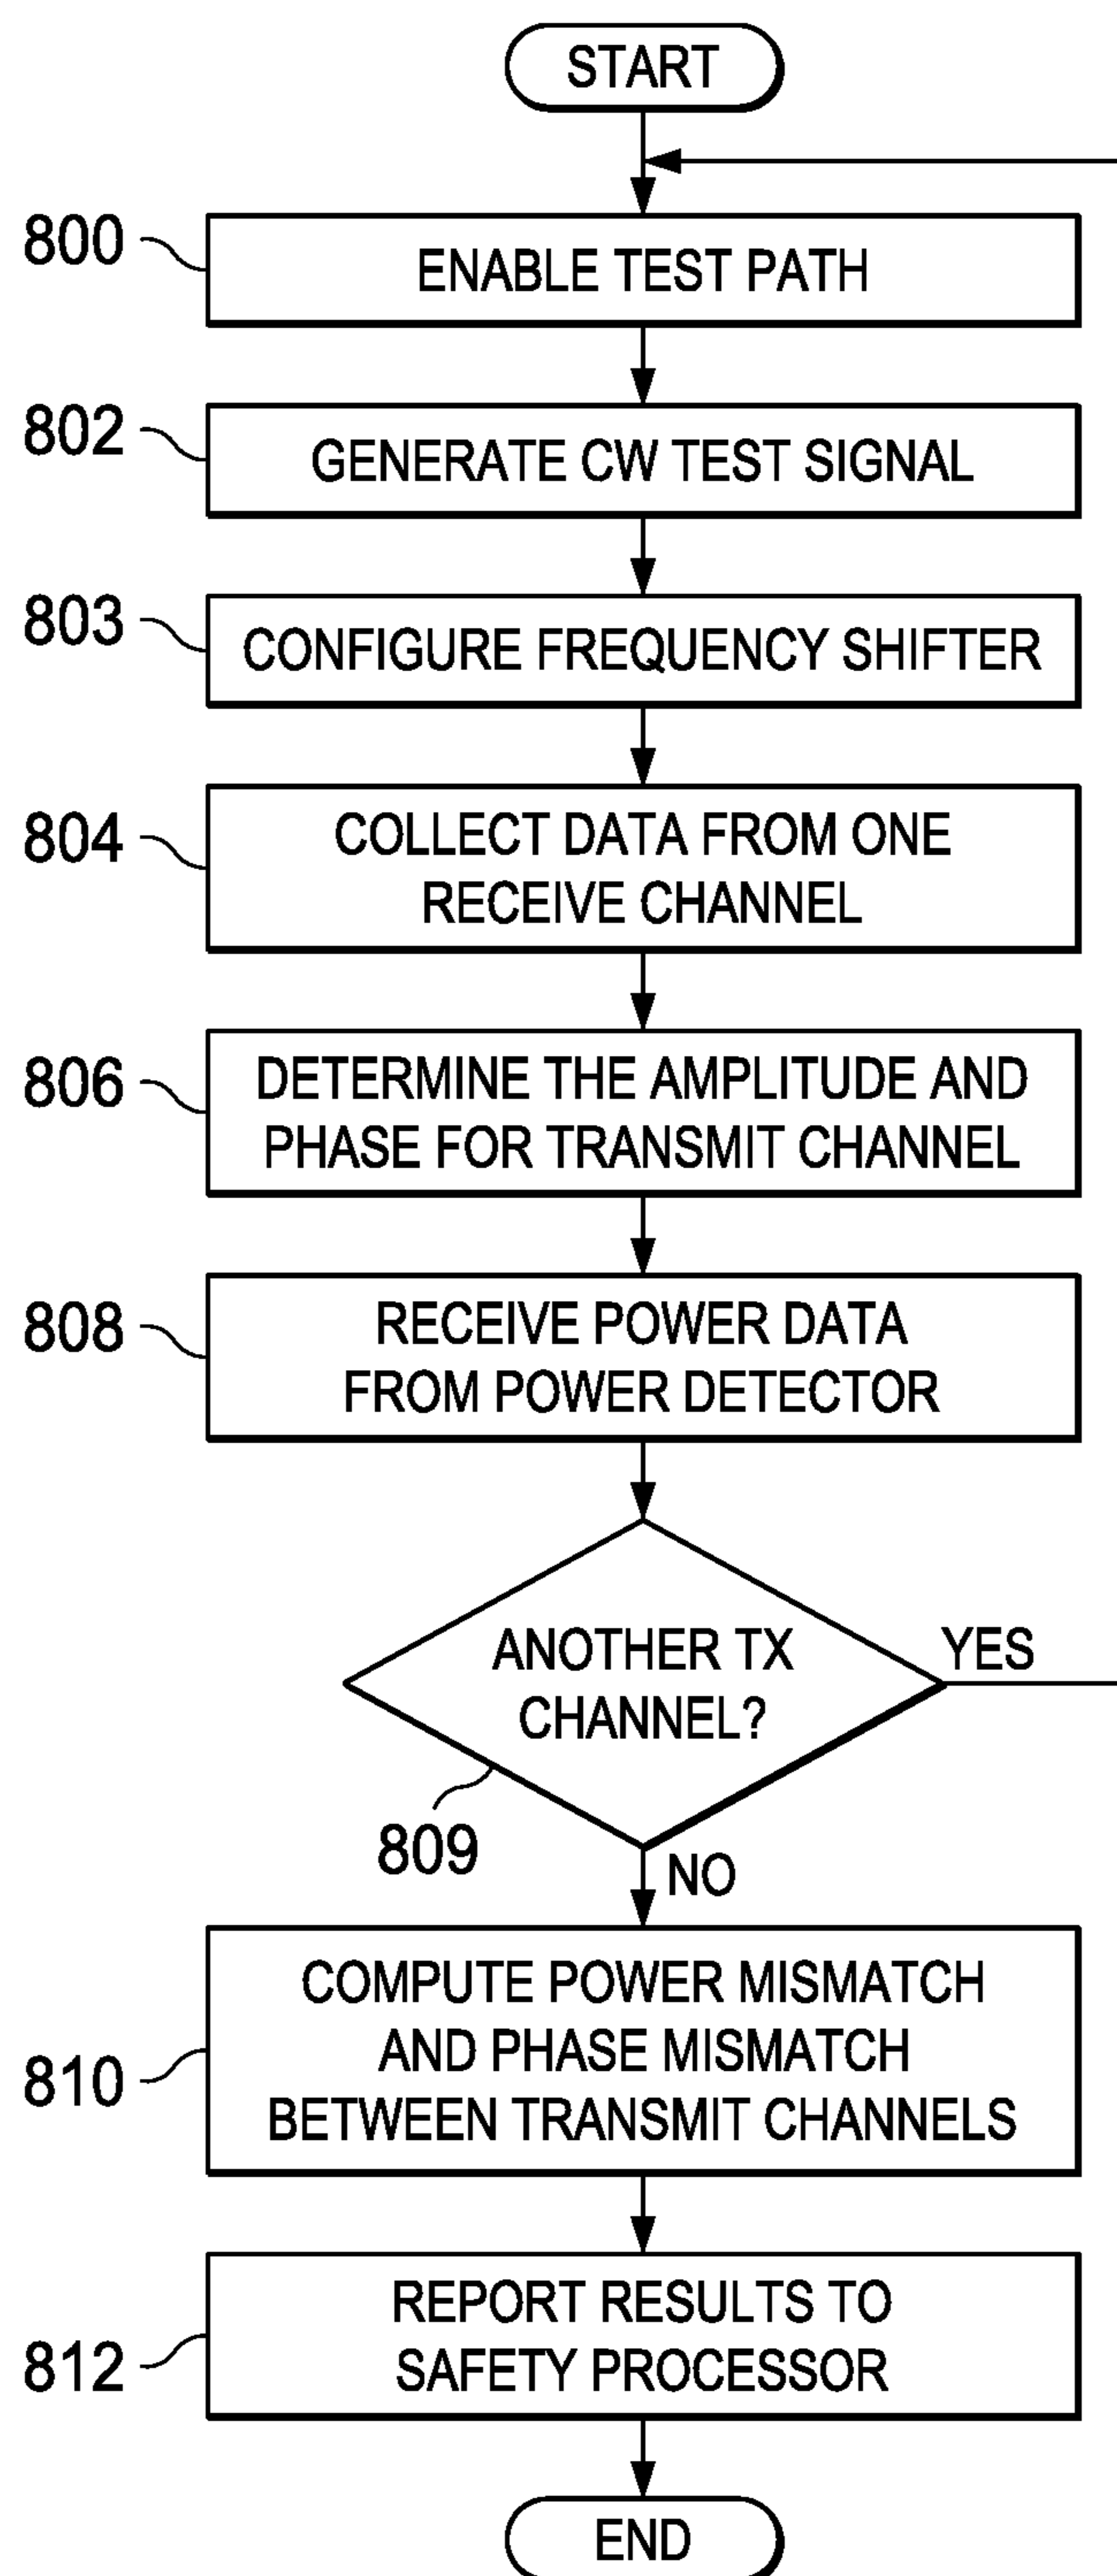 START
800
ENABLE TEST PATH
802
GENERATE CW TEST SIGNAL
803
CONFIGURE FREQUENCY SHIFTER
804
COLLECT DATA FROM ONE
RECEIVE CHANNEL
806
DETERMINE THE AMPLITUDE AND
PHASE FOR TRANSMIT CHANNEL
808
RECEIVE POWER DATA
FROM POWER DETECTOR
ANOTHER TX
CHANNEL?
YES
809
NO
810
COMPUTE POWER MISMATCH
AND PHASE MISMATCH
BETWEEN TRANSMIT CHANNELS
812
REPORT RESULTS TO
SAFETY PROCESSOR
END